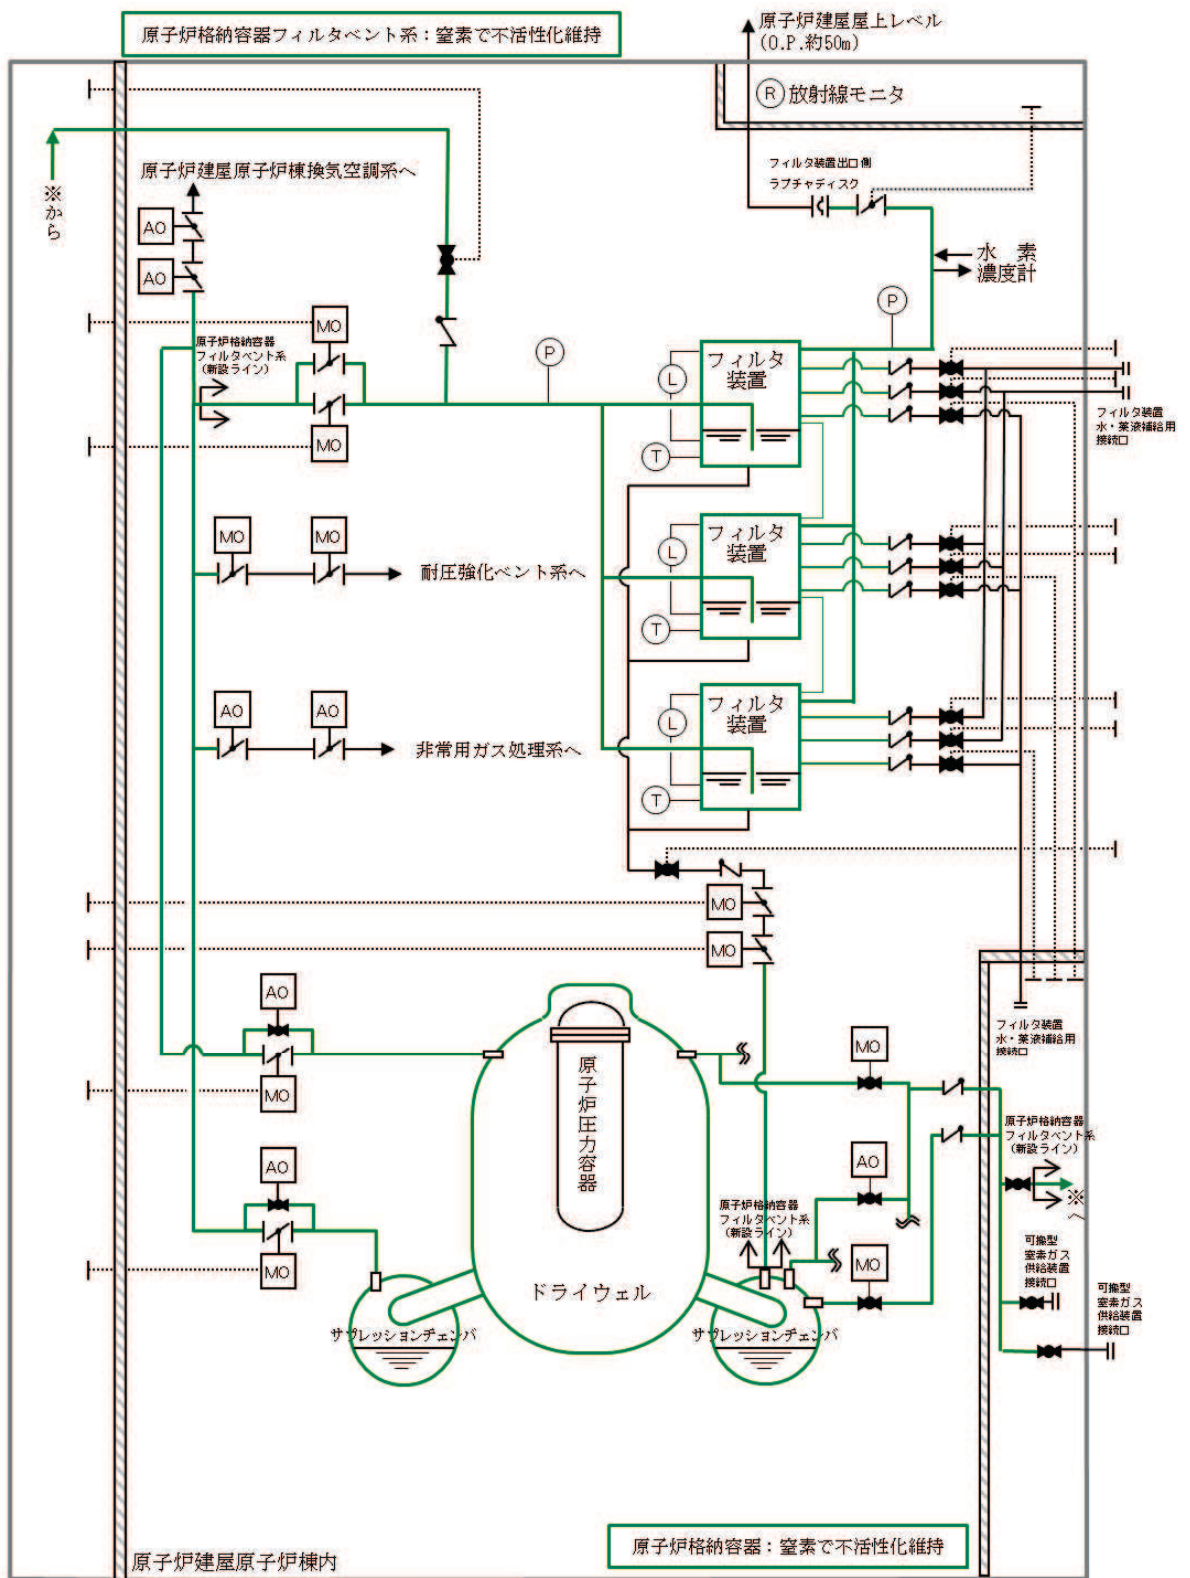 原子炉格納容器フィルタベント系：窒素で不活性化維持
原子炉建屋屋上レベル
(O.P.約50m)
R 放射線モニタ
フィルタ装置出口側
ラプチャディスク
※から
原子炉建屋原子炉棟換気空調系へ
AO
AO
水素
濃度計
P
P
MO
原子炉格納容器
フィルタベント系
(新設ライン)
MO
フィルタ
装置
L
T
フィルタ装置
水・薬液補給用
接続口
MO
MO
耐圧強化ベント系へ
フィルタ
装置
L
T
AO
AO
非常用ガス処理系へ
フィルタ
装置
L
T
MO
MO
AO
MO
原子炉圧力容器
MO
フィルタ装置
水・薬液補給用
接続口
原子炉格納容器
フィルタベント系
(新設ライン)
※へ
AO
MO
AO
原子炉格納容器
フィルタベント系
(新設ライン)
MO
可搬型
窒素ガス
供給装置
接続口
可搬型
窒素ガス
供給装置
接続口
ドライウェル
サプレッションチェンバ
サプレッションチェンバ
原子炉格納容器：窒素で不活性化維持
原子炉建屋原子炉棟内